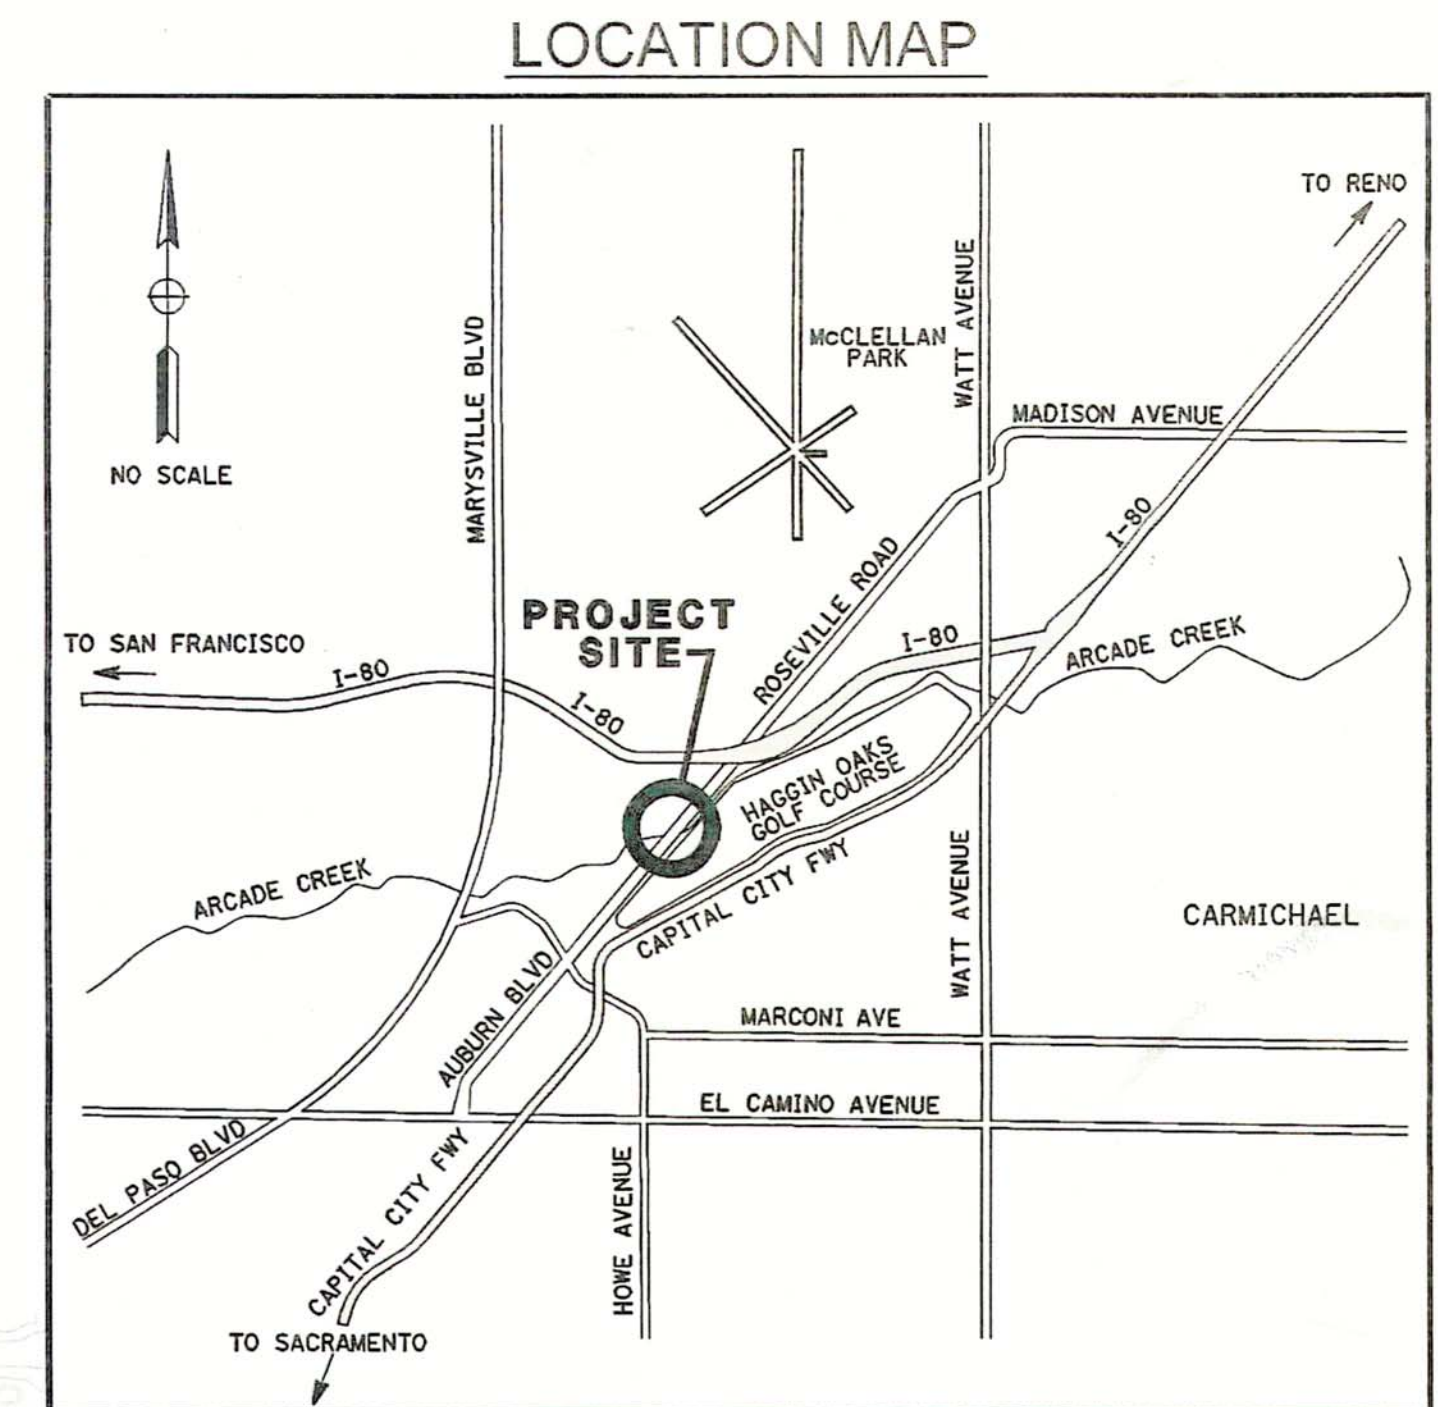 LOCATION MAP
TO RENO
WATT AVENUE
MARYSVILLE BLVD
McCLELLAN
PARK
MADISON AVENUE
NO SCALE
I-80
ROSEVILLE ROAD
PROJECT
SITE
TO SAN FRANCISCO
I-80
I-80
I-80
ARCADE CREEK
HAGGIN OAKS
GOLF COURSE
ARCADE CREEK
CAPITAL CITY FWY
WATT AVENUE
CARMICHAEL
AUBURN BLVD
MARCONI AVE
EL CAMINO AVENUE
DEL PASO BLVD
CAPITAL CITY FWY
HOWE AVENUE
TO SACRAMENTO